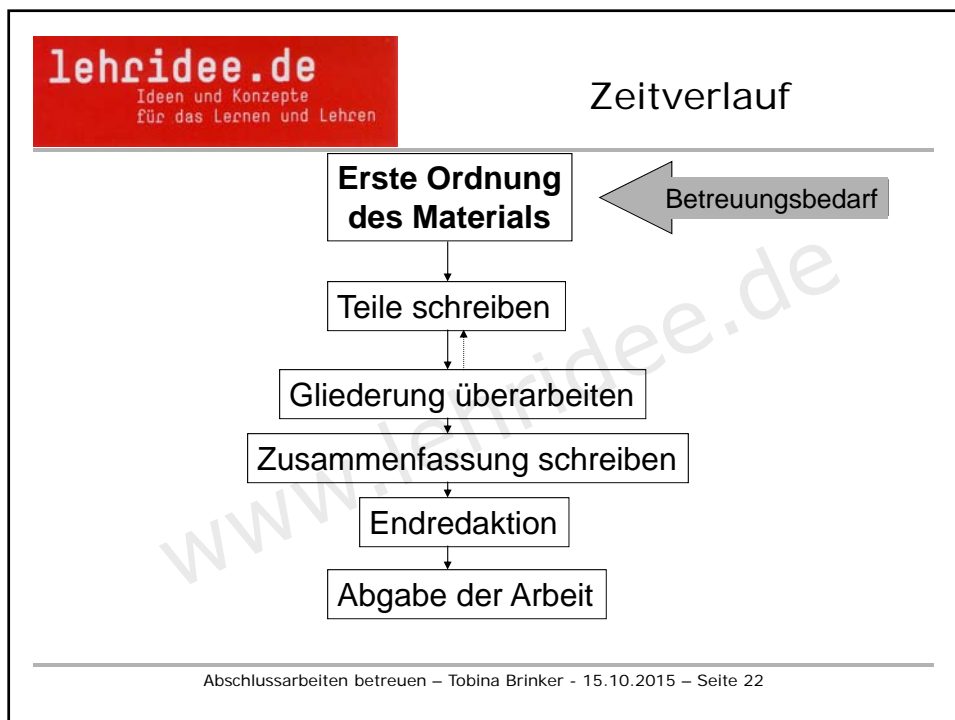 lehridee.de
Ideen und Konzepte
für das Lernen und Lehren
Zeitverlauf
Erste Ordnung
des Materials
Betreuungsbedarf
Teile schreiben
Gliederung überarbeiten
Zusammenfassung schreiben
Endredaktion
Abgabe der Arbeit
www.lehridee.de
Abschlussarbeiten betreuen – Tobina Brinker - 15.10.2015 – Seite 22